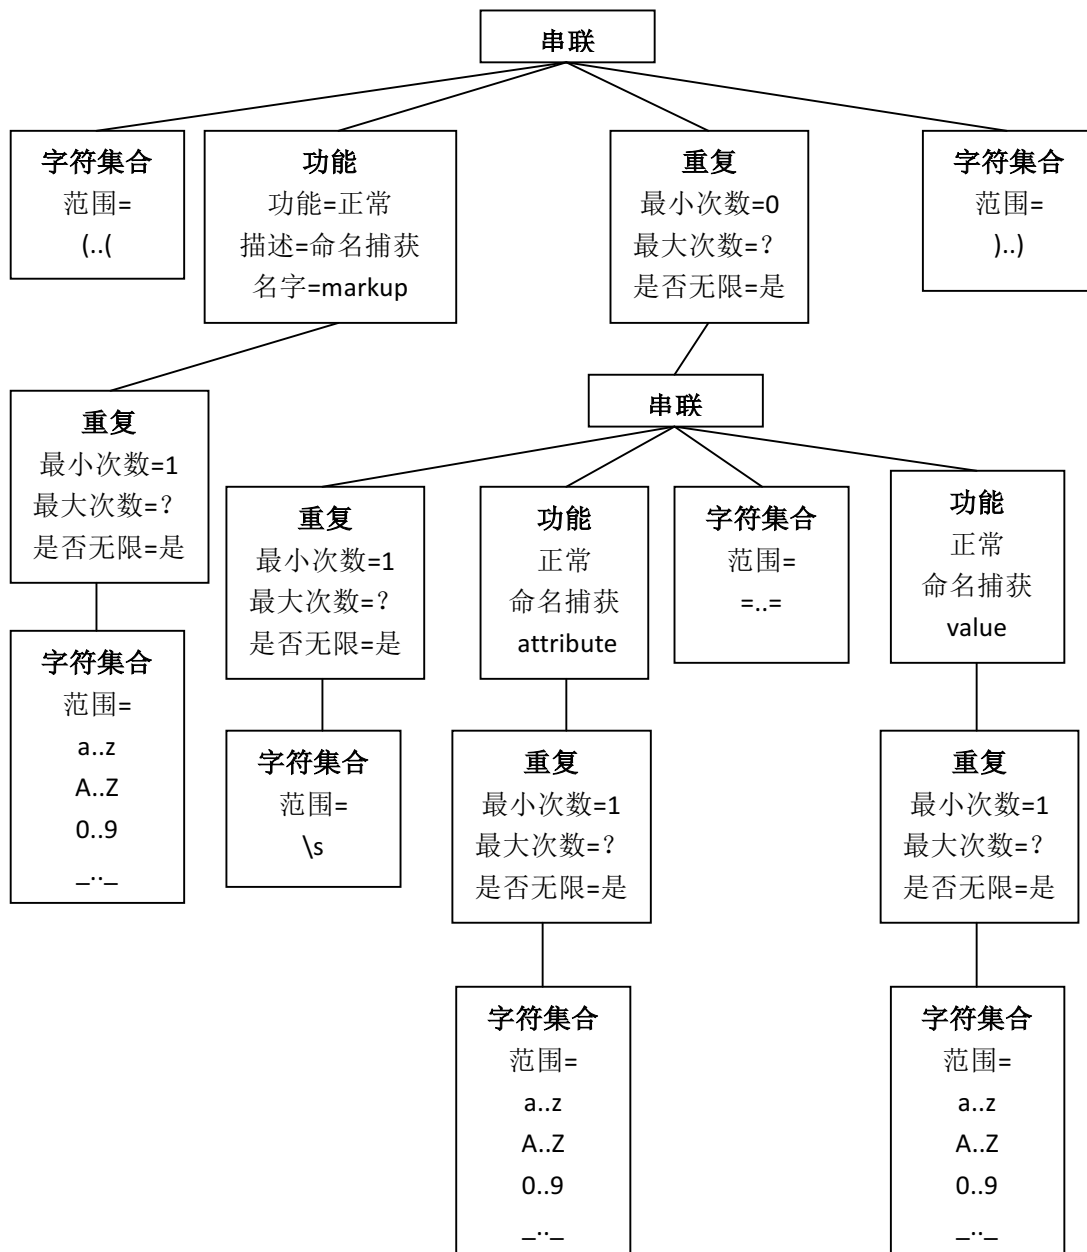 串联
字符集合
范围=
(..(
功能
功能=正常
描述=命名捕获
名字=markup
重复
最小次数=0
最大次数=?
是否无限=是
字符集合
范围=
)..)
重复
最小次数=1
最大次数=?
是否无限=是
串联
重复
最小次数=1
最大次数=?
是否无限=是
功能
正常
命名捕获
attribute
字符集合
范围=
=..=
功能
正常
命名捕获
value
字符集合
范围=
a..z
A..Z
0..9
_.._
字符集合
范围=
\s
重复
最小次数=1
最大次数=?
是否无限=是
重复
最小次数=1
最大次数=?
是否无限=是
字符集合
范围=
a..z
A..Z
0..9
_.._
字符集合
范围=
a..z
A..Z
0..9
_.._